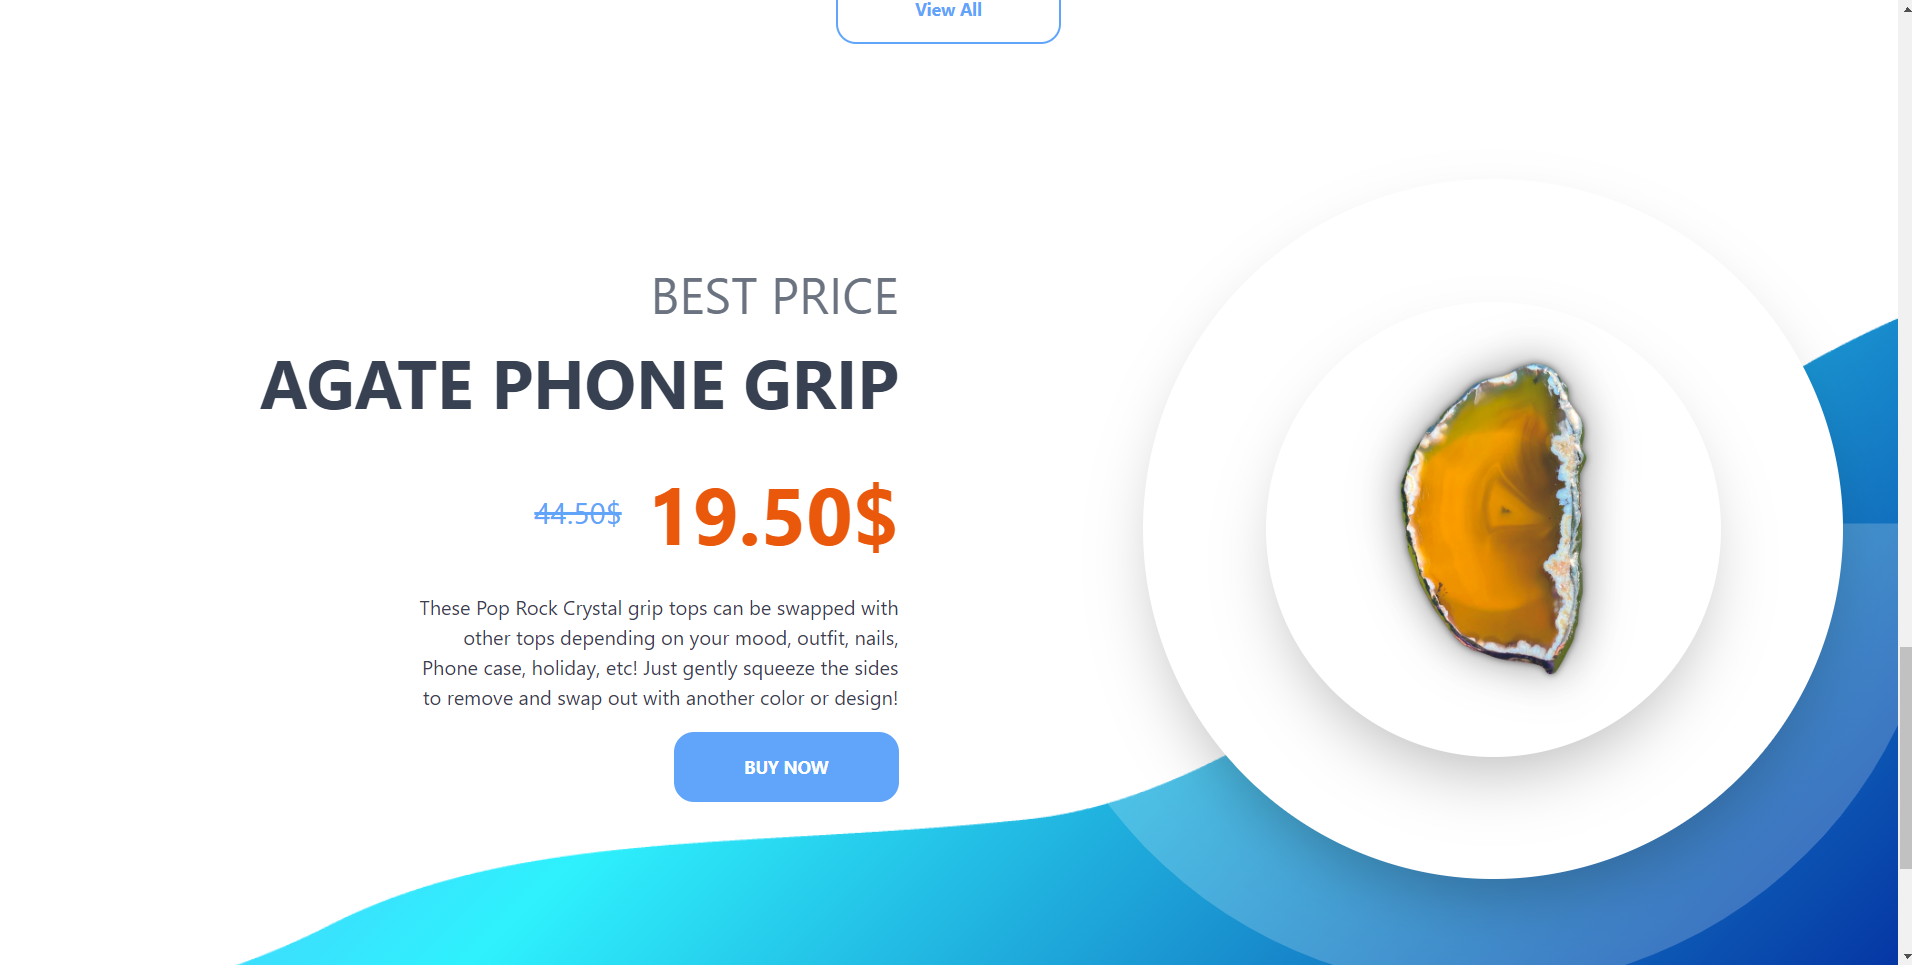 View All
BEST PRICE
AGATE PHONE GRIP
44.50$ 19.50$
These Pop Rock Crystal grip tops can be swapped with
other tops depending on your mood, outfit, nails,
Phone case, holiday, etc! Just gently squeeze the sides
to remove and swap out with another color or design!
BUY NOW